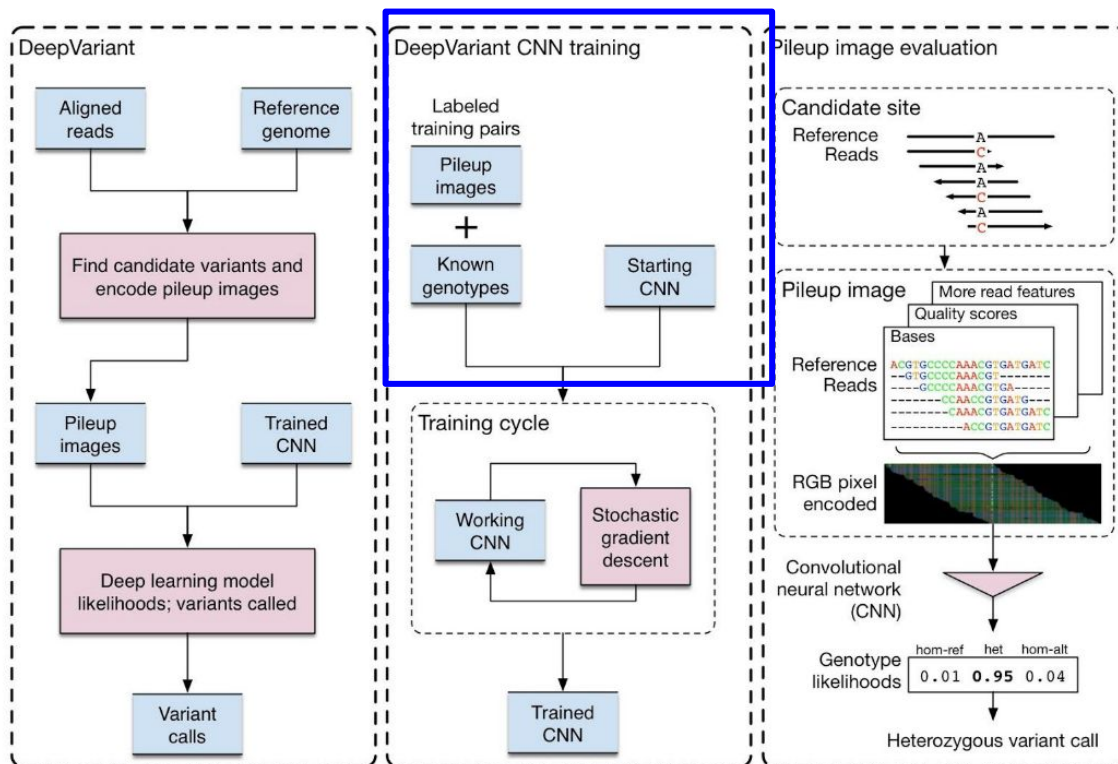 DeepVariant
Aligned
reads
Reference
genome
Find candidate variants and
encode pileup images
Pileup
images
Trained
CNN
Deep learning model
likelihoods; variants called
Variant
calls
DeepVariant CNN training
Labeled
training pairs
Pileup
images
+
Known
genotypes
Starting
CNN
Training cycle
Working
CNN
Stochastic
gradient
descent
Trained
CNN
Pileup image evaluation
Candidate site
Reference
Reads
A
C
A
A
C
A
C
Pileup image
More read features
Quality scores
Bases
Reference
Reads
ACGTGCCCCAAACGTGATGATC
--GTGCCCCAAACGT-------
----GCCCCAAACGTGA-----
-------CCAACCGTGATG---
--------CAAACGTGATGATC
----------ACCGTGATGATC
RGB pixel
encoded
Convolutional
neural network
(CNN)
hom-ref het hom-alt
Genotype
likelihoods
0.01 0.95 0.04
Heterozygous variant call